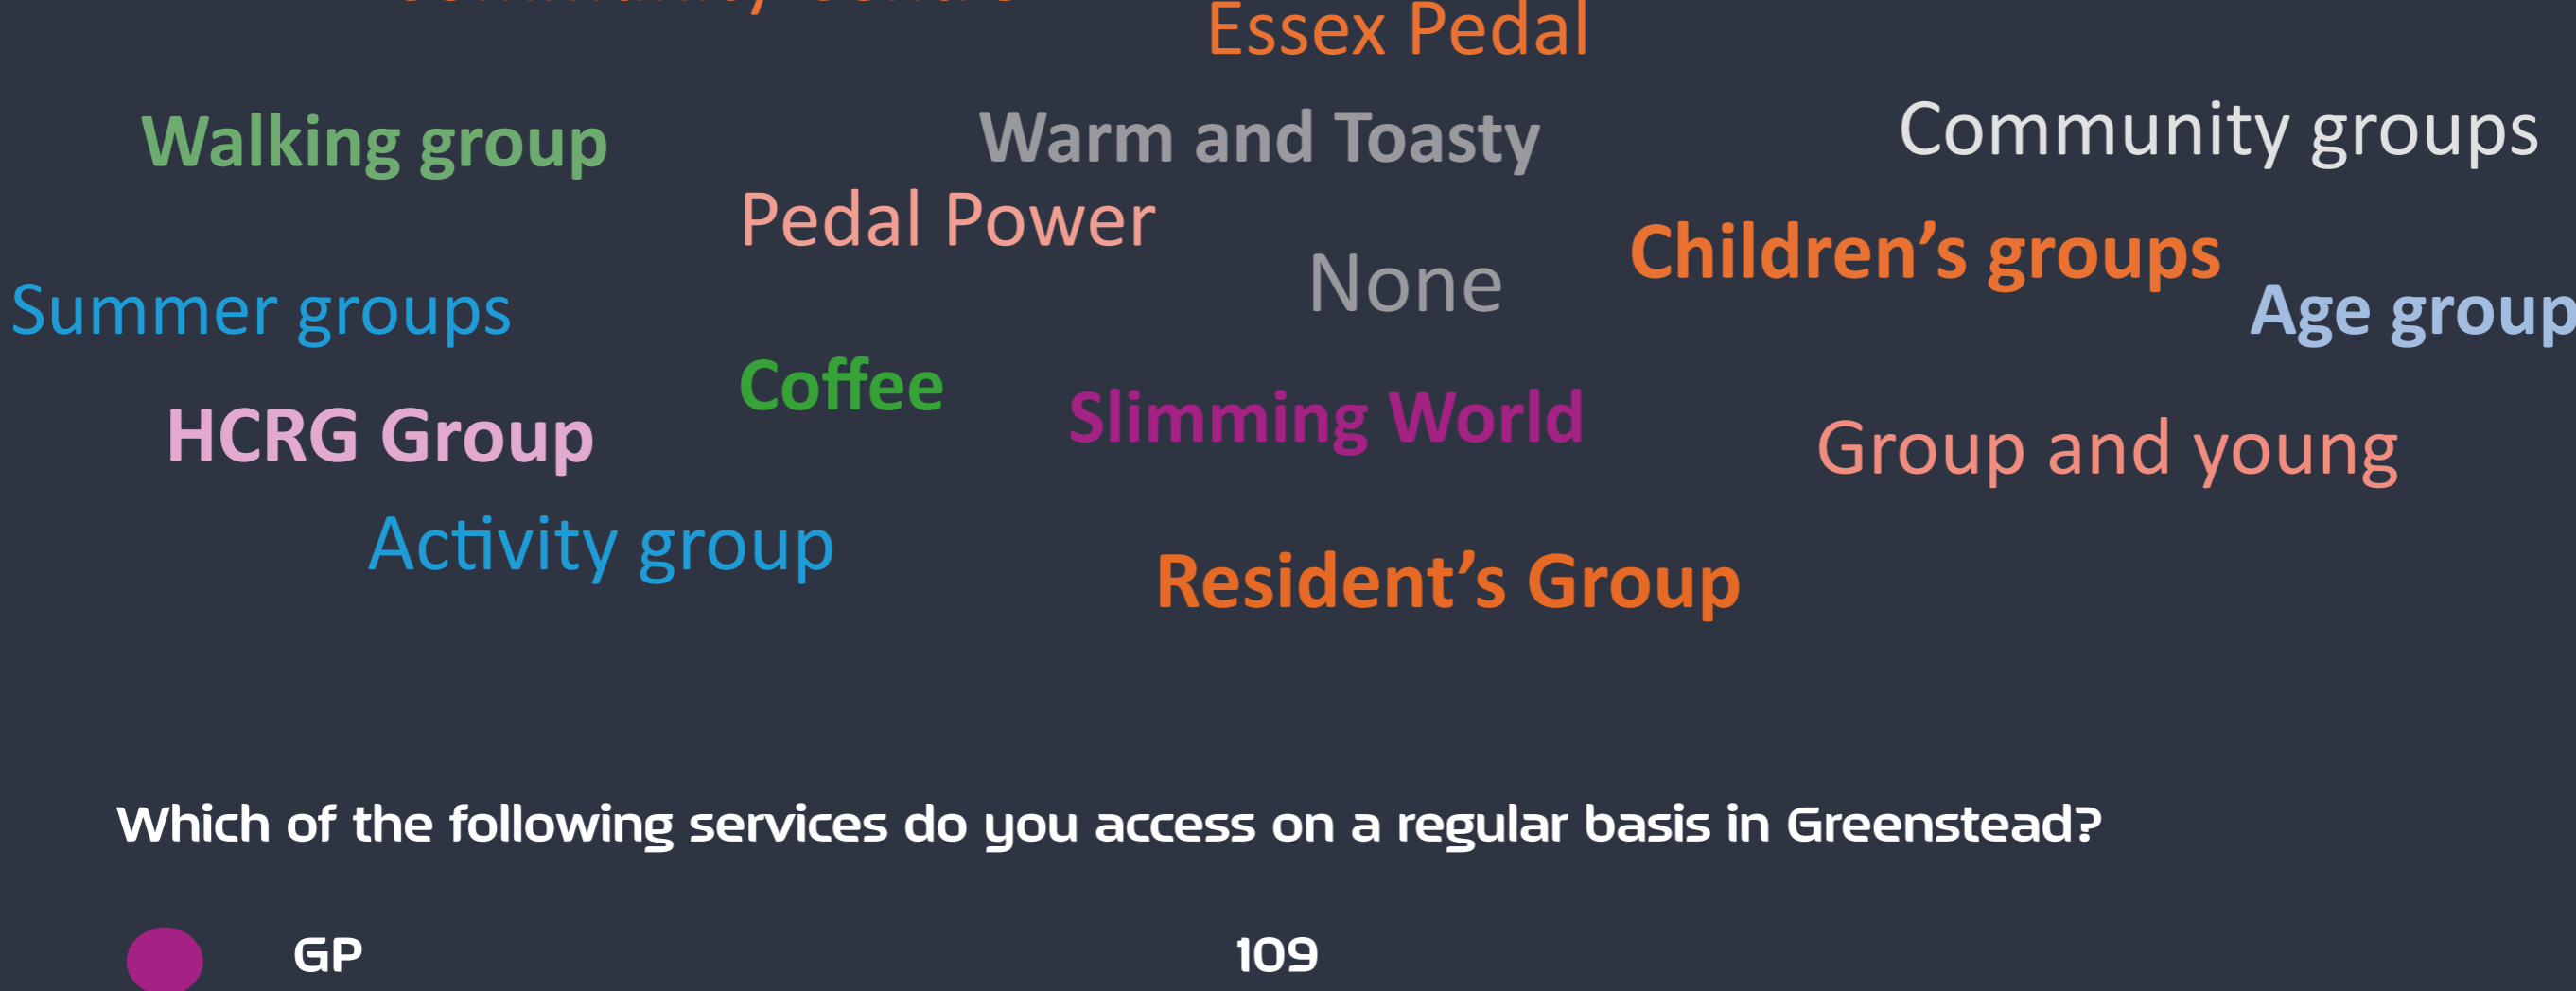 Essex Pedal
Walking group
Warm and Toasty
Community groups
Pedal Power
Children’s groups
None
Summer groups
Age group
Coffee
Slimming World
HCRG Group
Group and young
Activity group
Resident’s Group
Which of the following services do you access on a regular basis in Greenstead?
GP 109